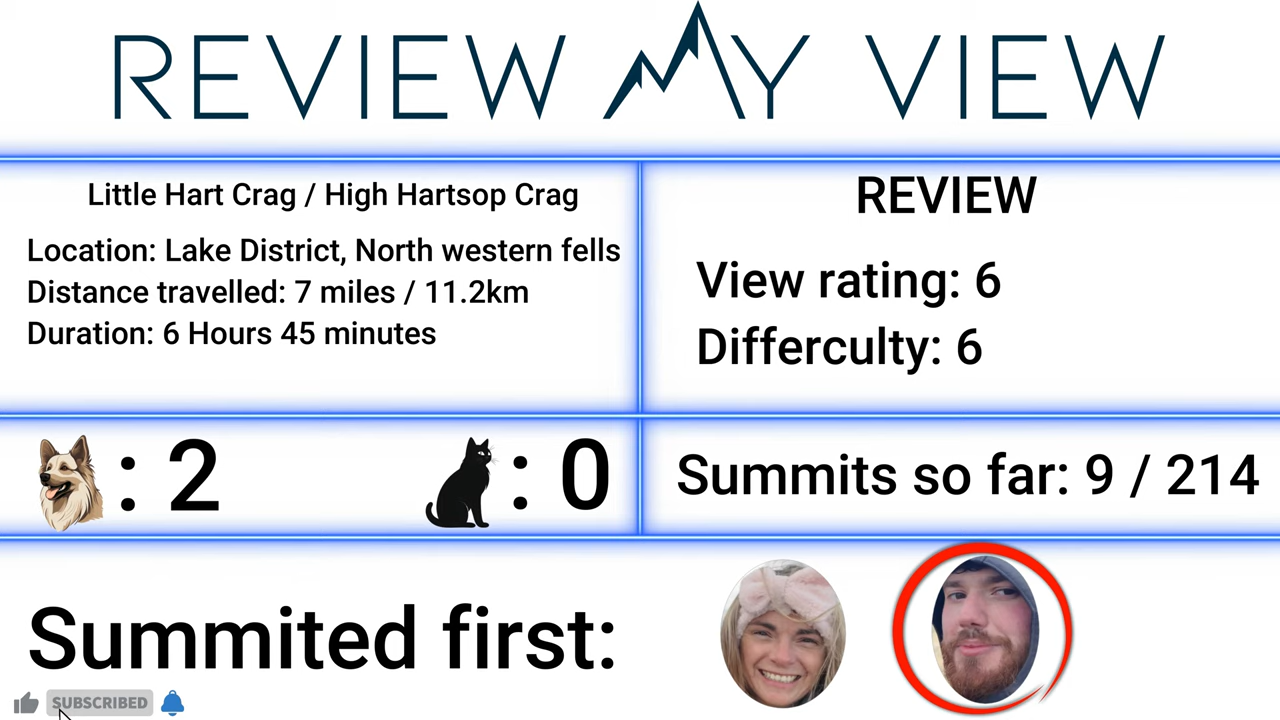 REVIEW MY VIEW
Little Hart Crag / High Hartsop Crag
Location: Lake District, North western fells
Distance travelled: 7 miles / 11.2km
Duration: 6 Hours 45 minutes
REVIEW
View rating: 6
Differculty: 6
: 2
: 0
Summits so far: 9 / 214
Summited first:
SUBSCRIBED